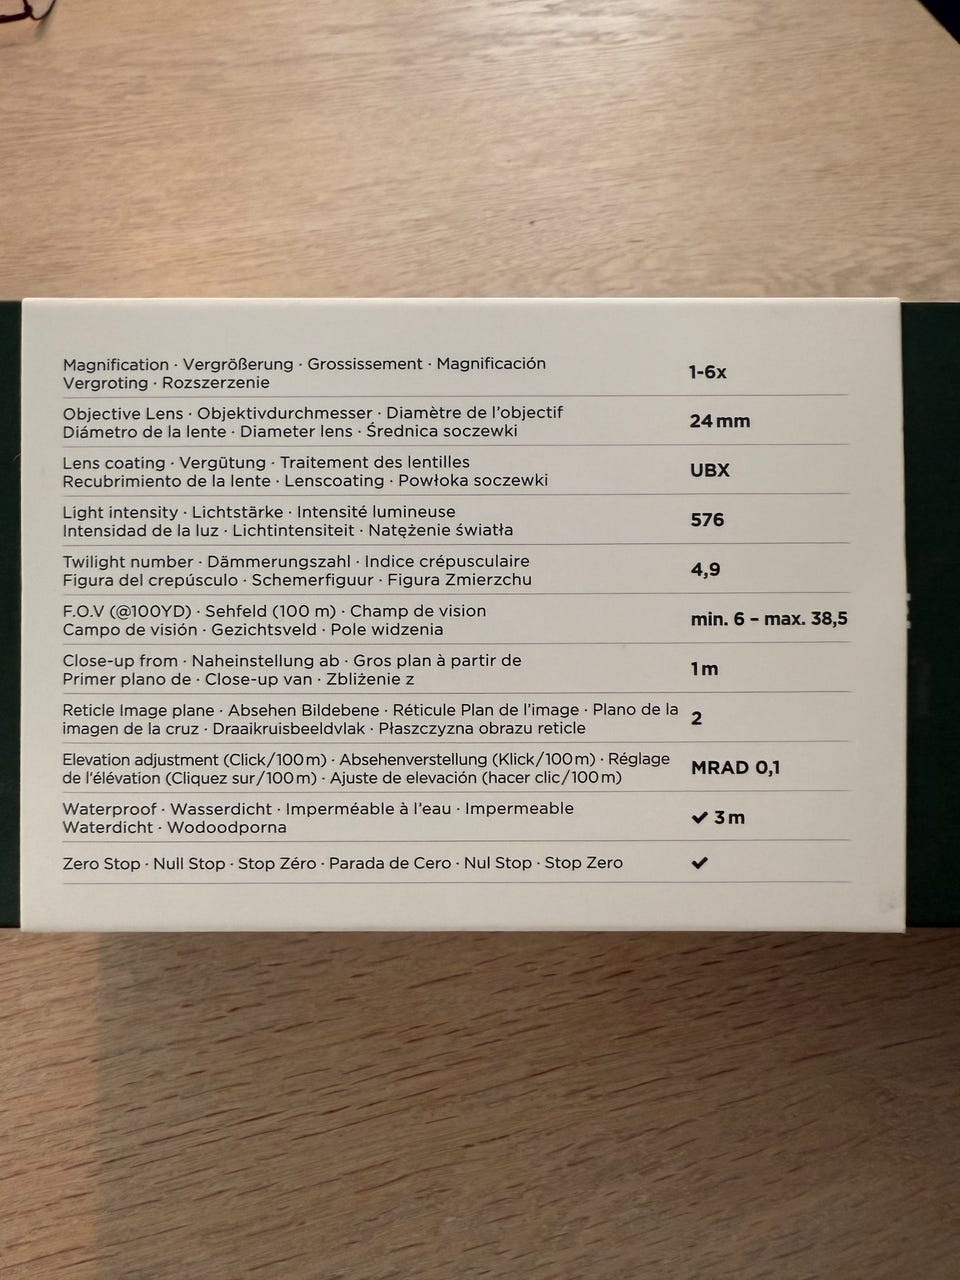 Magnification · Vergrößerung · Grossissement · Magnificación
Vergroting · Rozszerzenie
1-6x
Objective Lens · Objektivdurchmesser · Diamètre de l'objectif
Diámetro de la lente · Diameter lens · Średnica soczewki
24 mm
Lens coating · Vergütung · Traitement des lentilles
Recubrimiento de la lente · Lenscoating · Powłoka soczewki
UBX
Light intensity · Lichtstärke · Intensité lumineuse
Intensidad de la luz · Lichtintensiteit · Natężenie światła
576
Twilight number · Dämmerungszahl · Indice crépusculaire
Figura del crepúsculo · Schemerfiguur · Figura Zmierzchu
4,9
F.O.V (@100YD) · Sehfeld (100 m) · Champ de vision
Campo de visión · Gezichtsveld · Pole widzenia
min. 6 – max. 38,5
Close-up from · Naheinstellung ab · Gros plan à partir de
Primer plano de · Close-up van · Zbliżenie z
1 m
Reticle Image plane · Absehen Bildebene · Réticule Plan de l'image · Plano de la
imagen de la cruz · Draaikruisbeeldvlak · Płaszczyzna obrazu reticle
2
Elevation adjustment (Click/100 m) · Absehenverstellung (Klick/100 m) · Réglage
de l'élévation (Cliquez sur/100 m) · Ajuste de elevación (hacer clic/100 m)
MRAD 0,1
Waterproof · Wasserdicht · Imperméable à l'eau · Impermeable
Waterdicht · Wodoodporna
✔ 3 m
Zero Stop · Null Stop · Stop Zéro · Parada de Cero · Nul Stop · Stop Zero
✔